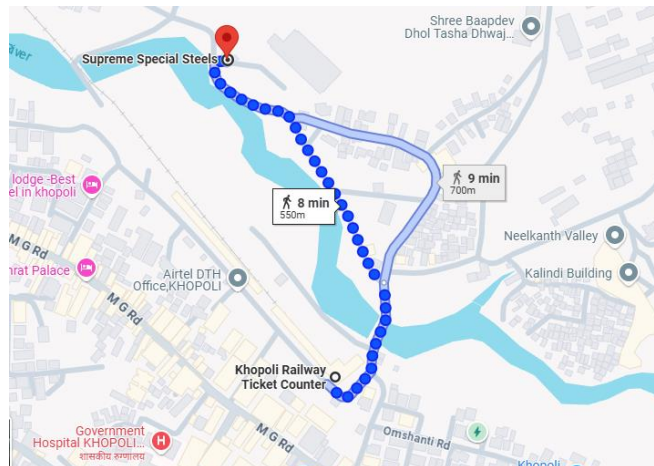 Shree Baapdev
Dhol Tasha Dhwaj...
River
Supreme Special Steels
9 min
700m
lodge -Best
el in khopoli
8 min
550m
Neelkanth Valley
M G Rd
nrat Palace
Airtel DTH
Office,KHOPOLI
Kalindi Building
M G Rd
Khopoli Railway
Ticket Counter
M G Rd
Government
Hospital KHOPOLI...
शासकीय रुग्णालय
Omshanti Rd
Khopoli